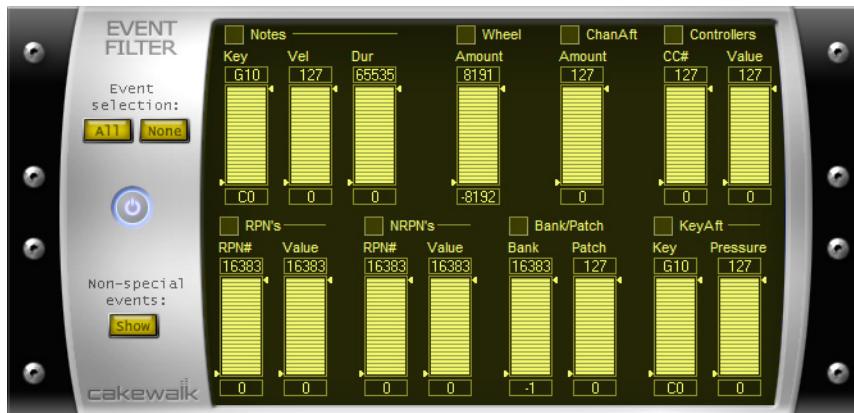 EVENT
FILTER
Event
selection:
All None
Non-special
events:
Show
cakewalk
Notes Wheel ChanAft Controllers
Key Vel Dur Amount Amount CC# Value
G10 127 65535 8191 127 127 127
C0 0 0 -8192 0 0 0
RPN's NRPN's Bank/Patch KeyAft
RPN# Value RPN# Value Bank Patch Key Pressure
16383 16383 16383 16383 16383 127 G10 127
0 0 0 0 -1 0 C0 0